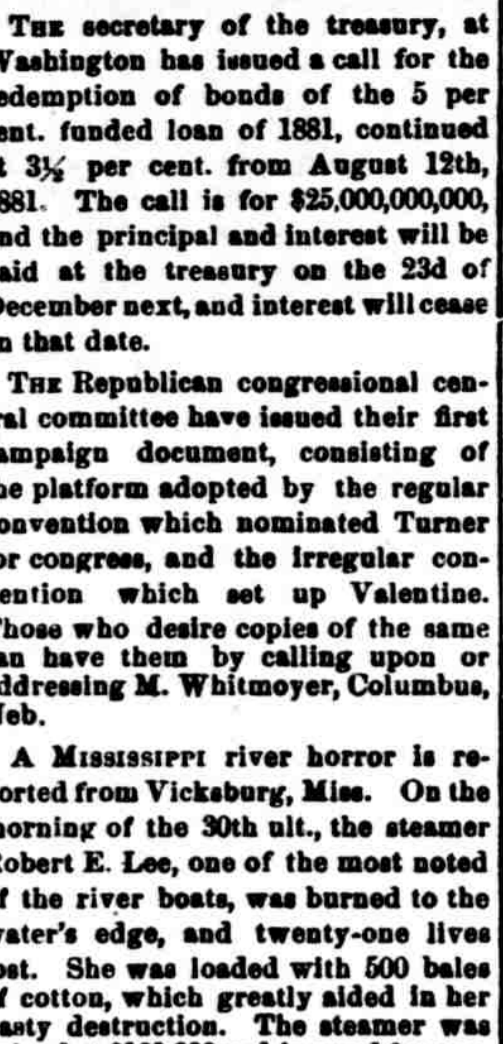 THE secretary of the treasury, at
Washington has issued a call for the
edemption of bonds of the 5 per
ent. funded loan of 1881, continued
t 3½ per cent. from August 12th,
881. The call is for $25,000,000,000,
nd the principal and interest will be
aid at the treasury on the 23d of
December next, and interest will cease
n that date.
THE Republican congressional cen-
ral committee have issued their first
ampaign document, consisting of
he platform adopted by the regular
onvention which nominated Turner
or congress, and the irregular con-
ention which set up Valentine.
Those who desire copies of the same
an have them by calling upon or
ddressing M. Whitmoyer, Columbus,
Neb.
A MISSISSIPPI river horror is re-
orted from Vicksburg, Miss. On the
morning of the 30th ult., the steamer
Robert E. Lee, one of the most noted
f the river boats, was burned to the
water's edge, and twenty-one lives
ost. She was loaded with 500 bales
f cotton, which greatly aided in her
asty destruction. The steamer was